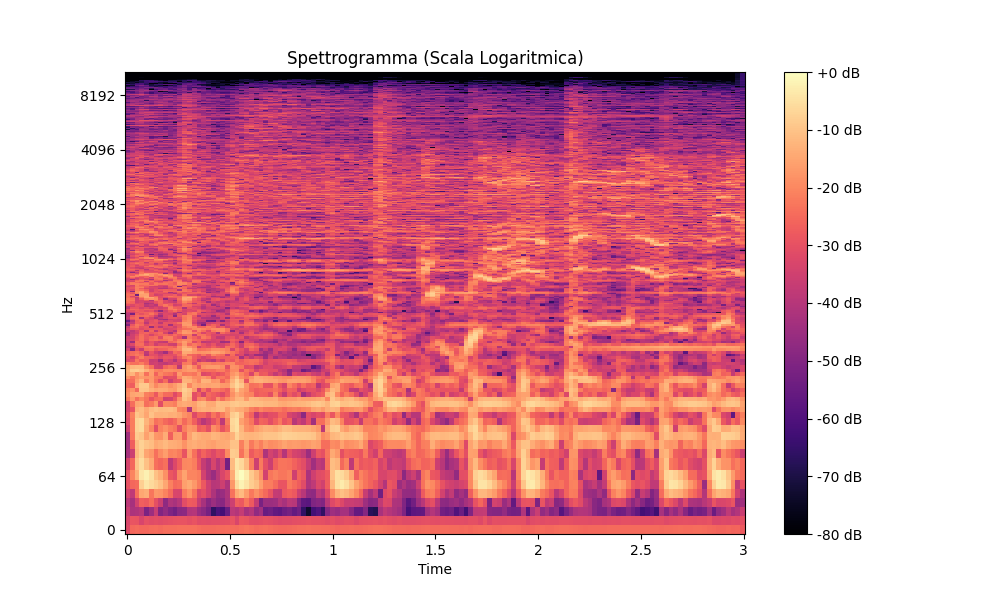 Spettrogramma (Scala Logaritmica)
Hz
8192
4096
2048
1024
512
256
128
64
0
0
0.5
1
1.5
2
2.5
3
Time
+0 dB
-10 dB
-20 dB
-30 dB
-40 dB
-50 dB
-60 dB
-70 dB
-80 dB